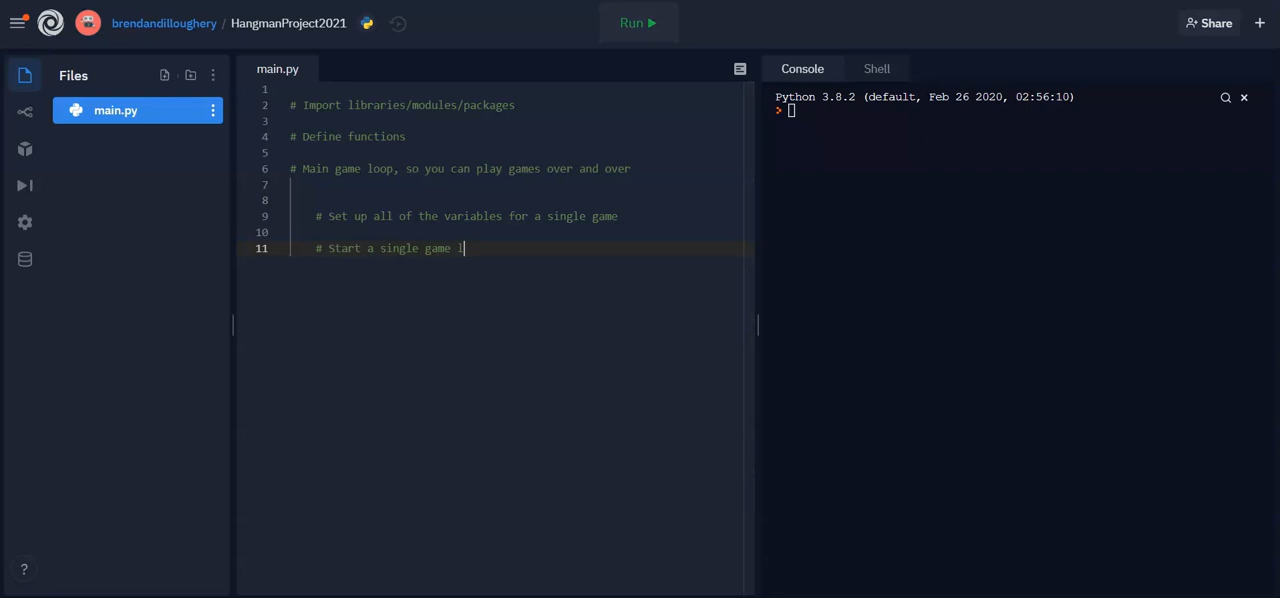 brendandilloughery / HangmanProject2021
Run
Share
Files
main.py
main.py
Console
Shell
1
2 # Import libraries/modules/packages
3
4 # Define functions
5
6 # Main game loop, so you can play games over and over
7
8
9 # Set up all of the variables for a single game
10
11 # Start a single game l
Python 3.8.2 (default, Feb 26 2020, 02:56:10)
>
?